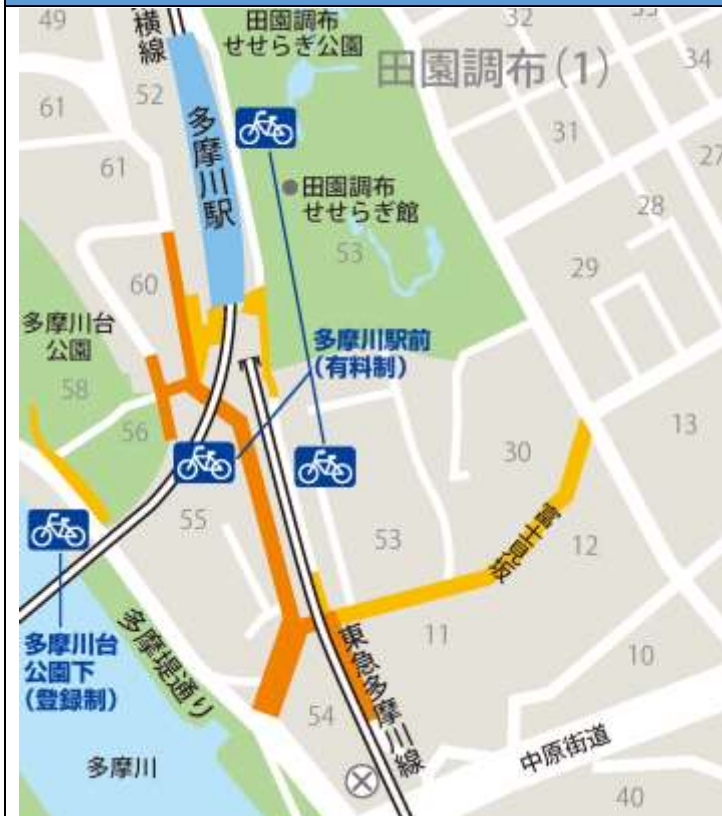 49
横線
田園調布
せせらぎ公園
32
33
34
田園調布(1)
52
61
多摩川駅
31
27
61
田園調布
せせらぎ館
28
53
29
60
多摩川台
公園
多摩川駅前
(有料制)
58
56
13
30
富士見坂
55
53
12
11
多摩川台
公園下
(登録制)
多摩堤通り
東急多摩川線
10
54
中原街道
多摩川
40